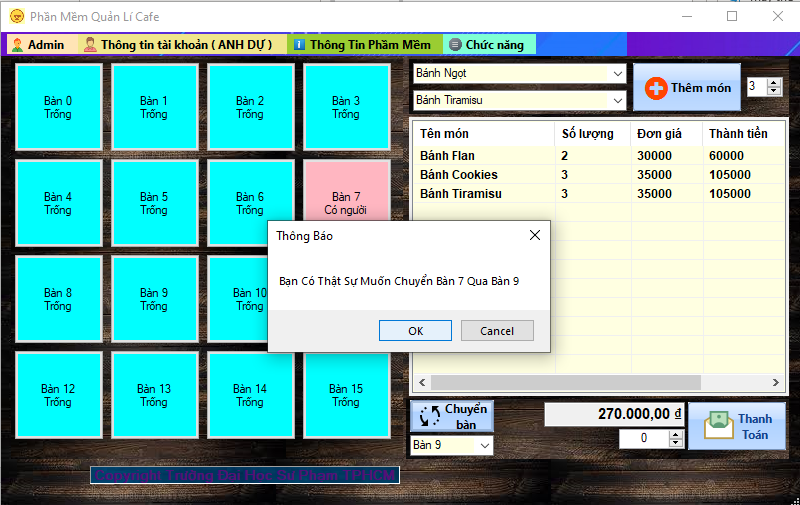 Phần Mềm Quản Lí Cafe
Admin
Thông tin tài khoản ( ANH DỰ )
Thông Tin Phầm Mềm
Chức năng
Bàn 0
Trống
Bàn 1
Trống
Bàn 2
Trống
Bàn 3
Trống
Bánh Ngọt
Bánh Tiramisu
Thêm món
3
Tên món Số lượng Đơn giá Thành tiền
Bánh Flan 2 30000 60000
Bánh Cookies 3 35000 105000
Bánh Tiramisu 3 35000 105000
Bàn 4
Trống
Bàn 5
Trống
Bàn 6
Trống
Bàn 7
Có người
Thông Báo
Bạn Có Thật Sự Muốn Chuyển Bàn 7 Qua Bàn 9
OK
Cancel
Bàn 8
Trống
Bàn 9
Trống
Bàn 10
Bàn 12
Trống
Bàn 13
Trống
Bàn 14
Trống
Bàn 15
Trống
Chuyển
bàn
Bàn 9
270.000,00 ₫
0
Thanh
Toán
Copyright Trường Đại Học Sư Phạm TPHCM